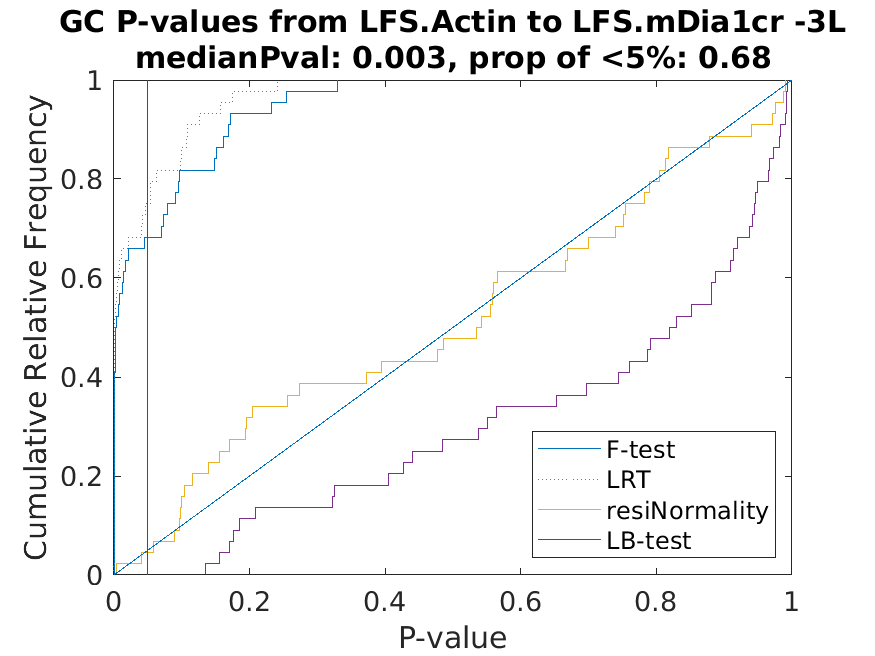 GC P-values from LFS.Actin to LFS.mDia1cr -3L
medianPval: 0.003, prop of <5%: 0.68
Cumulative Relative Frequency
1
0.8
0.6
0.4
0.2
0
0
0.2
0.4
0.6
0.8
1
P-value
F-test
LRT
resiNormality
LB-test